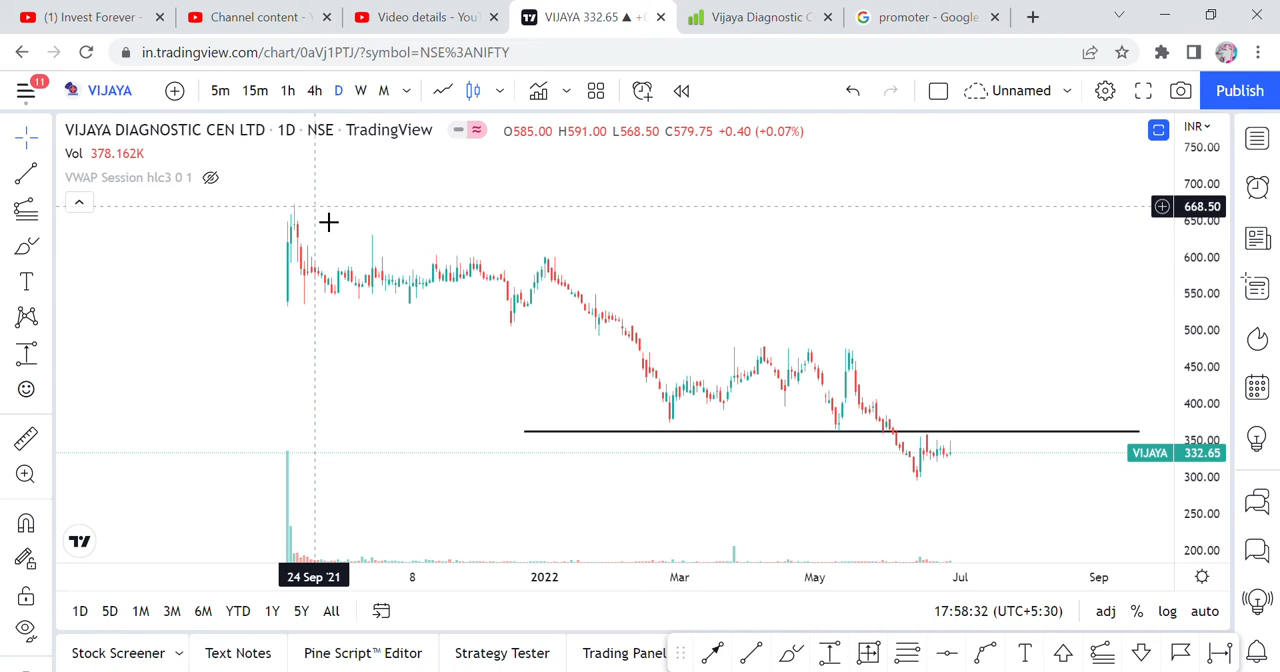 (1) Invest Forever -
Channel content -
Video details - You
VIJAYA 332.65 ▲ +0
Vijaya Diagnostic C
promoter - Google
in.tradingview.com/chart/0aVj1PTJ/?symbol=NSE%3ANIFTY
11
VIJAYA
5m 15m 1h 4h D W M
Unnamed
Publish
VIJAYA DIAGNOSTIC CEN LTD · 1D · NSE · TradingView
O585.00 H591.00 L568.50 C579.75 +0.40 (+0.07%)
INR
Vol 378.162K
VWAP Session hlc3 0 1
750.00
700.00
668.50
650.00
600.00
550.00
500.00
450.00
400.00
350.00
VIJAYA 332.65
300.00
250.00
200.00
24 Sep '21 8 2022 Mar May Jul Sep
1D 5D 1M 3M 6M YTD 1Y 5Y All
17:58:32 (UTC+5:30) adj % log auto
Stock Screener Text Notes Pine Script™ Editor Strategy Tester Trading Panel